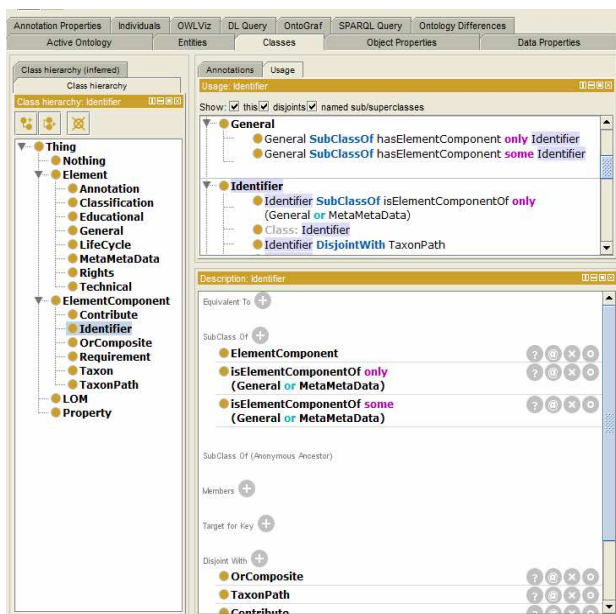 Annotation Properties Individuals OWLViz DL Query OntoGraf SPARQL Query Ontology Differences
Active Ontology Entities Classes Object Properties Data Properties
Class hierarchy (inferred)
Class hierarchy
Class hierarchy: Identifier
Thing
Nothing
Element
Annotation
Classification
Educational
General
LifeCycle
MetaMetaData
Rights
Technical
ElementComponent
Contribute
Identifier
OrComposite
Requirement
Taxon
TaxonPath
LOM
Property
Annotations Usage
Usage: Identifier
Show: this disjoints named sub/superclasses
General
General SubClassOf hasElementComponent only Identifier
General SubClassOf hasElementComponent some Identifier
Identifier
Identifier SubClassOf isElementComponentOf only
(General or MetaMetaData)
Class: Identifier
Identifier DisjointWith TaxonPath
Description: Identifier
Equivalent To
SubClass Of
ElementComponent
isElementComponentOf only
(General or MetaMetaData)
isElementComponentOf some
(General or MetaMetaData)
SubClass Of (Anonymous Ancestor)
Members
Target for Key
Disjoint With
OrComposite
TaxonPath
Contribute